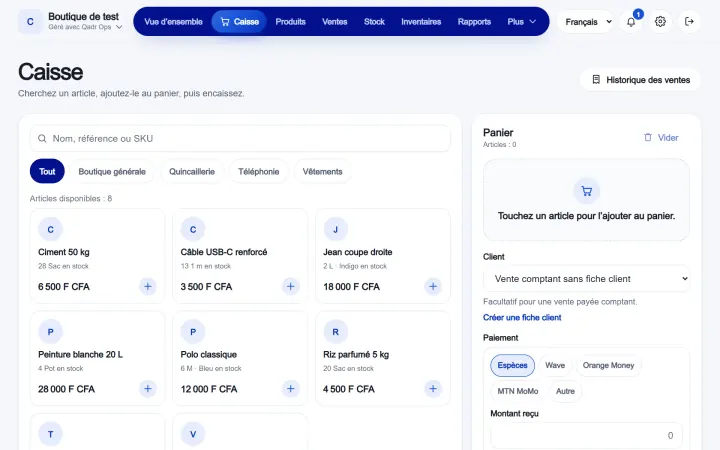 C
Boutique de test
Géré avec Qadr Ops
Vue d'ensemble
Caisse
Produits
Ventes
Stock
Inventaires
Rapports
Plus
Français
1
Caisse
Cherchez un article, ajoutez-le au panier, puis encaissez.
Historique des ventes
Nom, référence ou SKU
Tout
Boutique générale
Quincaillerie
Téléphonie
Vêtements
Articles disponibles : 8
C
Ciment 50 kg
28 Sac en stock
6 500 F CFA
C
Câble USB-C renforcé
13 1 m en stock
3 500 F CFA
J
Jean coupe droite
2 L · Indigo en stock
18 000 F CFA
P
Peinture blanche 20 L
4 Pot en stock
28 000 F CFA
P
Polo classique
6 M · Bleu en stock
12 000 F CFA
R
Riz parfumé 5 kg
20 Sac en stock
4 500 F CFA
T
V
Panier
Articles : 0
Vider
Touchez un article pour l'ajouter au panier.
Client
Vente comptant sans fiche client
Facultatif pour une vente payée comptant.
Créer une fiche client
Paiement
Espèces
Wave
Orange Money
MTN MoMo
Autre
Montant reçu
0